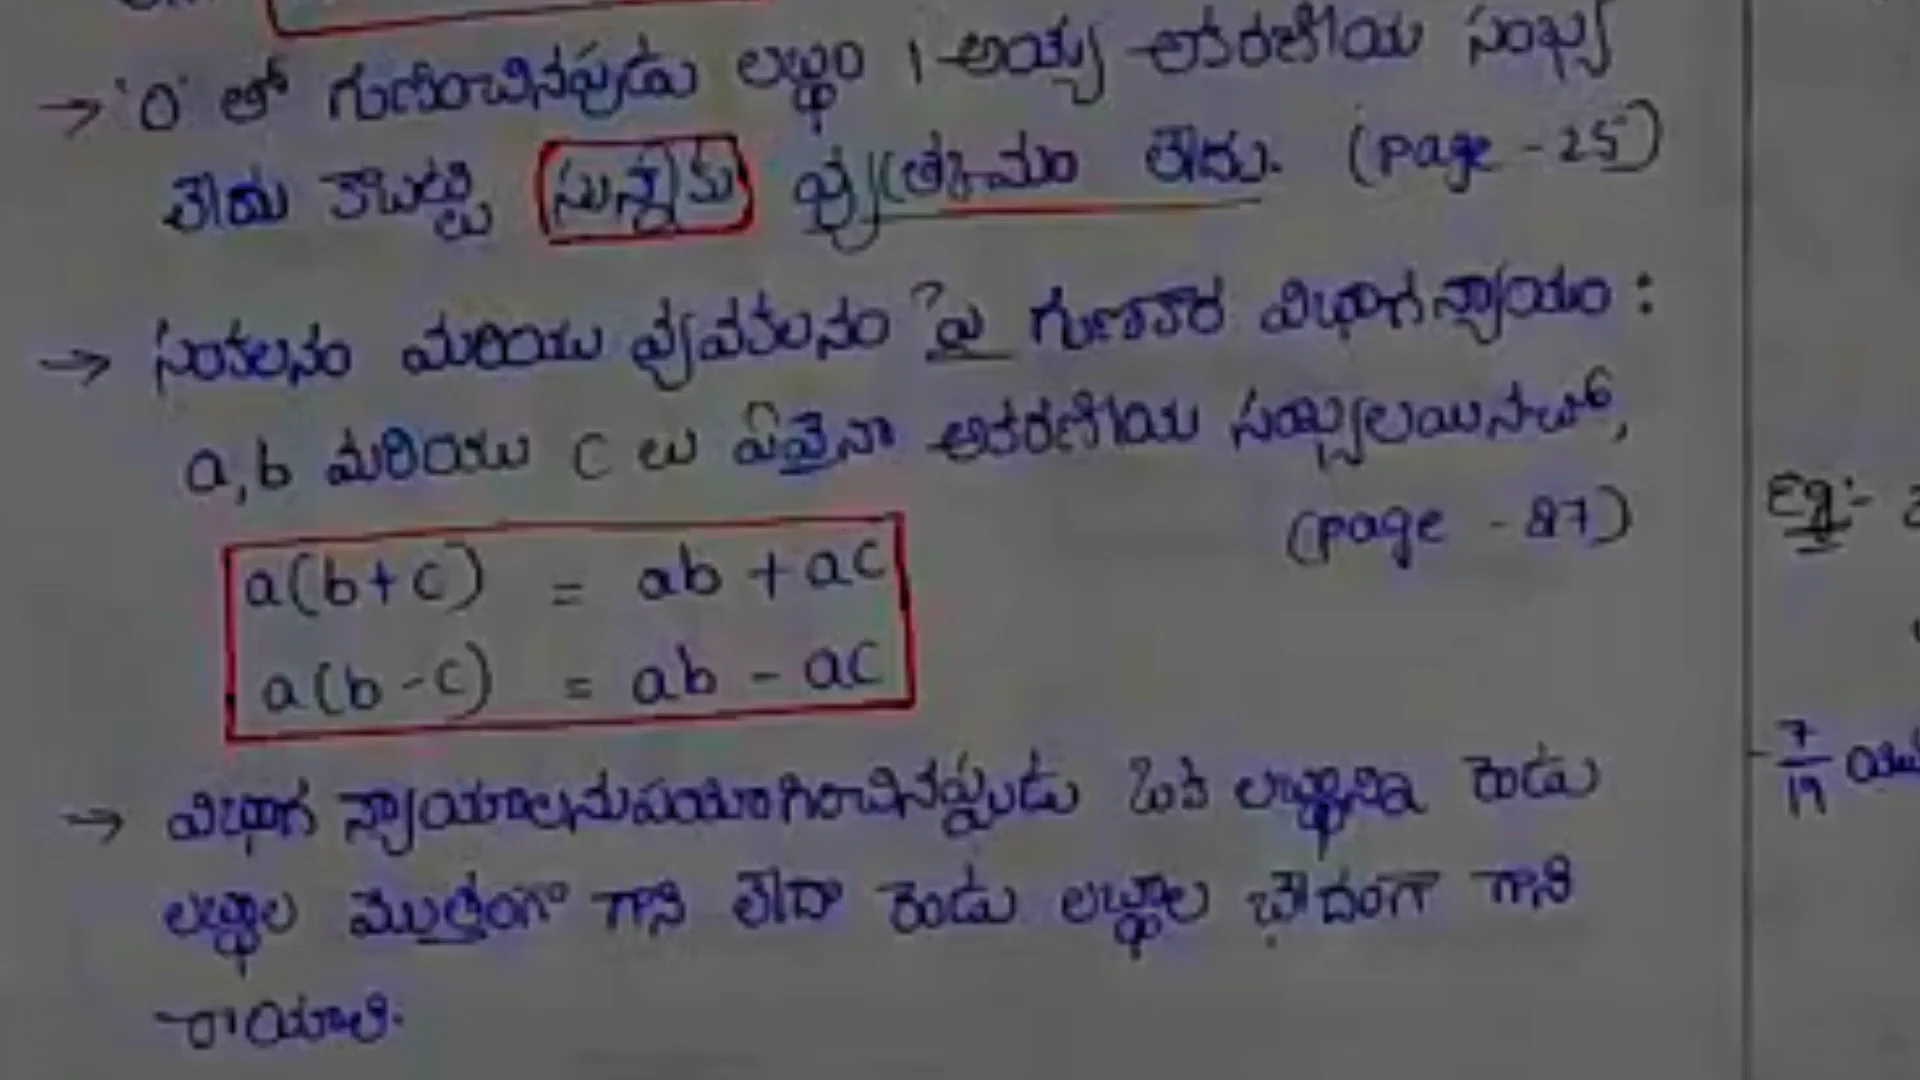 → '0' తో గుణించినపుడు లబ్ధం 1 అయ్యే అకరణీయ సంఖ్య
లేదు కాబట్టి సున్నాకు వ్యుత్క్రమం లేదు. (page - 25)
→ సంకలనం మరియు వ్యవకలనం పై గుణకార విభాగన్యాయం :
a,b మరియు c లు ఏవైనా అకరణీయ సంఖ్యలయినచో,
(page - 27)
a(b+c) = ab + ac
a(b-c) = ab - ac
→ విభాగ న్యాయాలనుపయోగించినప్పుడు ఒకే లబ్ధానిని రెండు
లబ్ధాల మొత్తంగా గాని లేదా రెండు లబ్ధాల భేదంగా గాని
రాయాలి.
Eg:-
-7/19